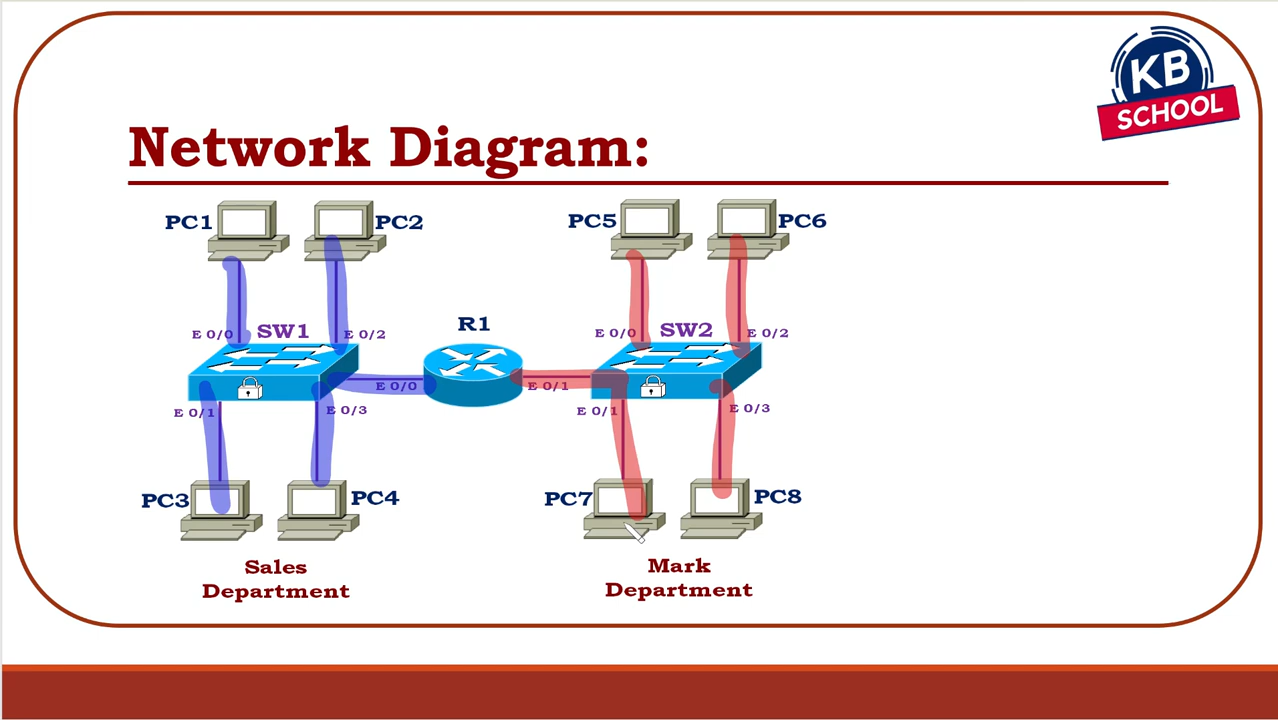 KB
SCHOOL
Network Diagram:
PC1
PC2
PC5
PC6
E 0/0
SW1
E 0/2
R1
E 0/0
SW2
E 0/2
E 0/0
E 0/1
E 0/1
E 0/3
E 0/1
E 0/3
PC3
PC4
PC7
PC8
Sales
Department
Mark
Department